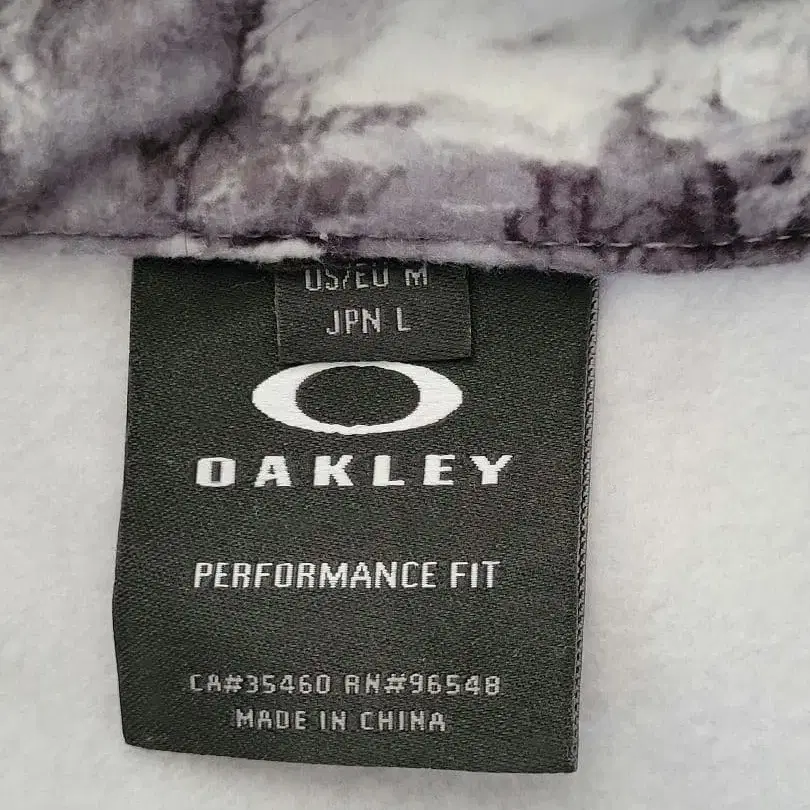 US/EU M
JPN L
OAKLEY
PERFORMANCE FIT
CA#35460 RN#96548
MADE IN CHINA